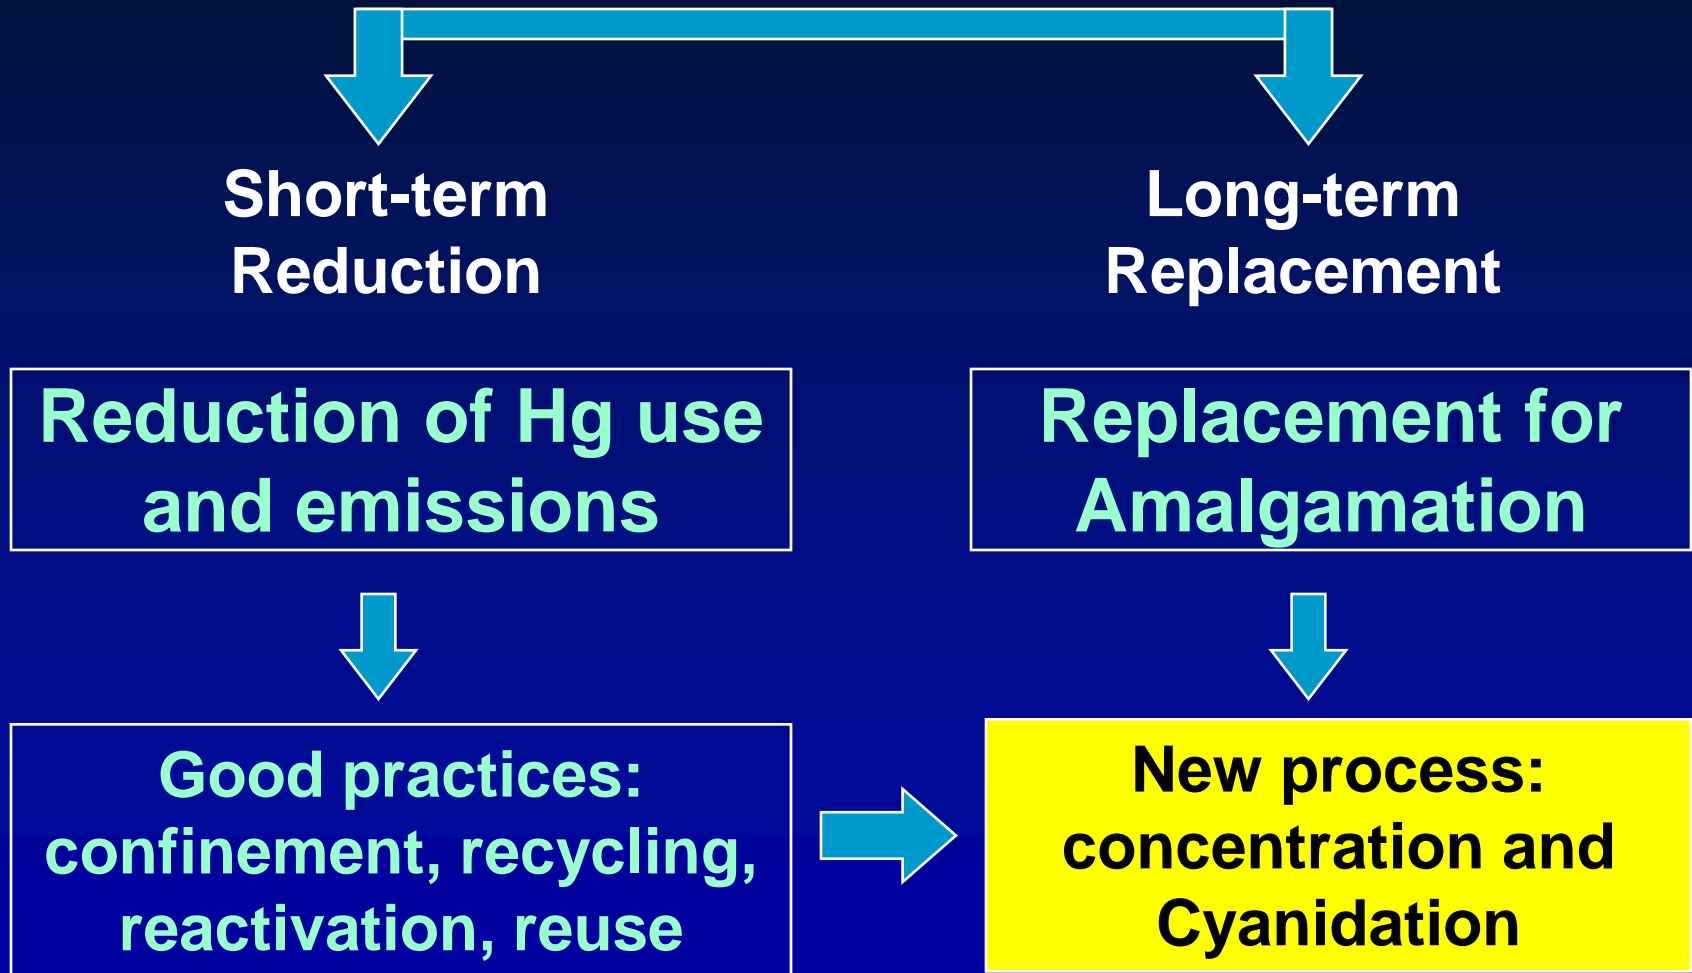 Short-term
Reduction
Long-term
Replacement
Reduction of Hg use
and emissions
Replacement for
Amalgamation
Good practices:
confinement, recycling,
reactivation, reuse
New process:
concentration and
Cyanidation